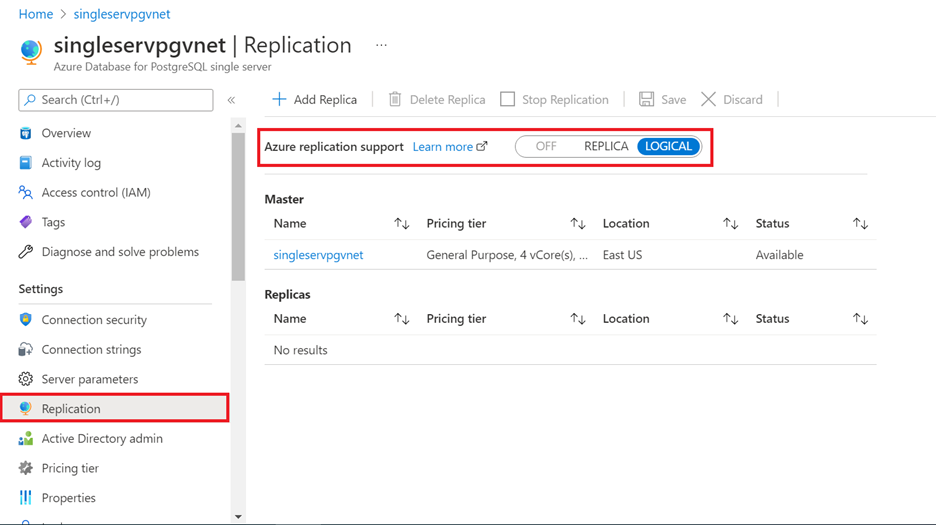 Home > singleservpgvnet
singleservpgvnet | Replication ...
Azure Database for PostgreSQL single server
Search (Ctrl+/) «
Overview
Activity log
Access control (IAM)
Tags
Diagnose and solve problems
Settings
Connection security
Connection strings
Server parameters
Replication
Active Directory admin
Pricing tier
Properties
+ Add Replica Delete Replica Stop Replication Save Discard
Azure replication support Learn more OFF REPLICA LOGICAL
Master
Name Pricing tier Location Status
singleservpgvnet General Purpose, 4 vCore(s), ... East US Available
Replicas
Name Pricing tier Location Status
No results